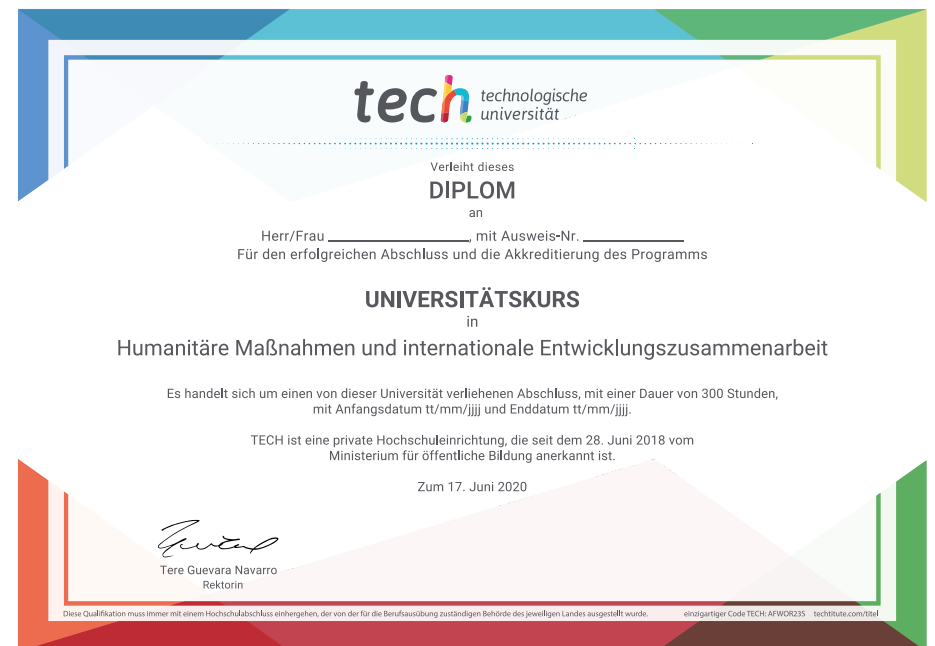 tech technologische
universität
Verleiht dieses
DIPLOM
an
Herr/Frau ____________, mit Ausweis-Nr. ____________
Für den erfolgreichen Abschluss und die Akkreditierung des Programms
UNIVERSITÄTSKURS
in
Humanitäre Maßnahmen und internationale Entwicklungszusammenarbeit
Es handelt sich um einen von dieser Universität verliehenen Abschluss, mit einer Dauer von 300 Stunden,
mit Anfangsdatum tt/mm/jjjj und Enddatum tt/mm/jjjj.
TECH ist eine private Hochschuleinrichtung, die seit dem 28. Juni 2018 vom
Ministerium für öffentliche Bildung anerkannt ist.
Zum 17. Juni 2020
Tere Guevara Navarro
Rektorin
Diese Qualifikation muss immer mit einem Hochschulabschluss einhergehen, der von der für die Berufsausübung zuständigen Behörde des jeweiligen Landes ausgestellt wurde. einzigartiger Code TECH: AFWOR23S techtitute.com/titel